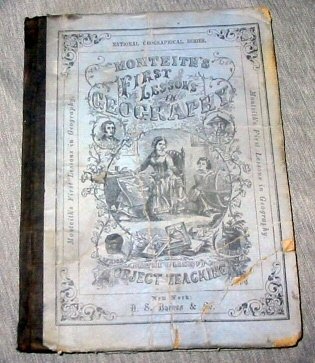 NATIONAL GEOGRAPHICAL SERIES.
MONTEITH'S
FIRST
LESSONS
IN
GEOGRAPHY
Monteith's First Lessons in Geography
Monteith's First Lessons in Geography
OBJECT TEACHING
New York:
A. S. Barnes & Co.